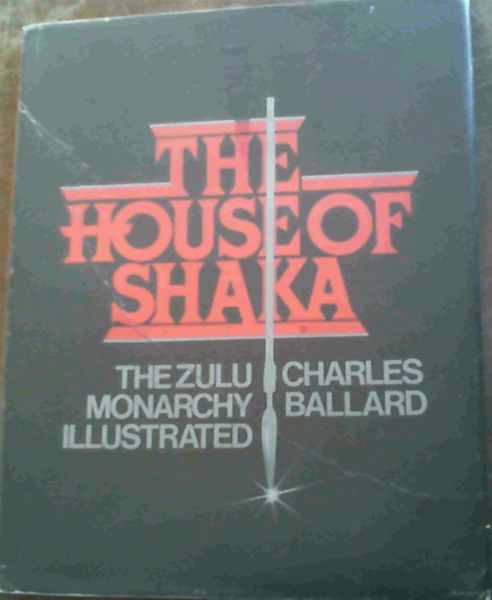 THE
HOUSE OF
SHAKA
THE ZULU
MONARCHY
ILLUSTRATED
CHARLES
BALLARD